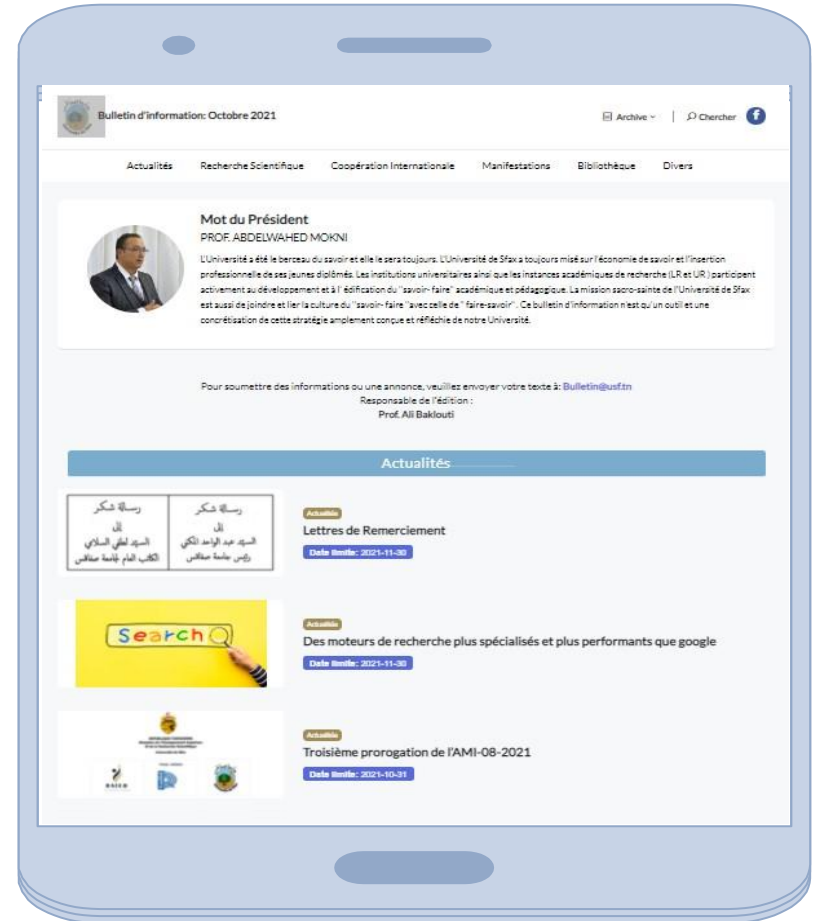 Bulletin d'information: Octobre 2021
Archive
Chercher
f
Actualités Recherche Scientifique Coopération Internationale Manifestations Bibliothèque Divers
Mot du Président
PROF. ABDELWAHED MOKNI
L'Université a été le berceau du savoir et elle le sera toujours. L'Université de Sfax a toujours misé sur l'économie de savoir et l'insertion
professionnelle de ses jeunes diplômés. Les institutions universitaires ainsi que les instances académiques de recherche (LR et UR ) participent
activement au développement et à l' édification du "savoir- faire" académique et pédagogique. La mission sacro-sainte de l'Université de Sfax
est aussi de joindre et lier la culture du "savoir- faire "avec celle de " faire-savoir" . Ce bulletin d'information n'est qu'un outil et une
concrétisation de cette stratégie amplement conçue et réfléchie de notre Université.
Pour soumettre des informations ou une annonce, veuillez envoyer votre texte à: Bulletin@usf.tn
Responsable de l'édition :
Prof. Ali Baklouti
Actualités
رسالة شكر
إلى
السيد عبد الواحد المكني
رئيس جامعة صفاقس
رسالة شكر
إلى
السيد لطفي السلامي
الكاتب العام لجامعة صفاقس
Actualités
Lettres de Remerciement
Date limite: 2021-11-30
Search
Actualités
Des moteurs de recherche plus spécialisés et plus performants que google
Date limite: 2021-11-30
Actualités
Troisième prorogation de l'AMI-08-2021
Date limite: 2021-10-31